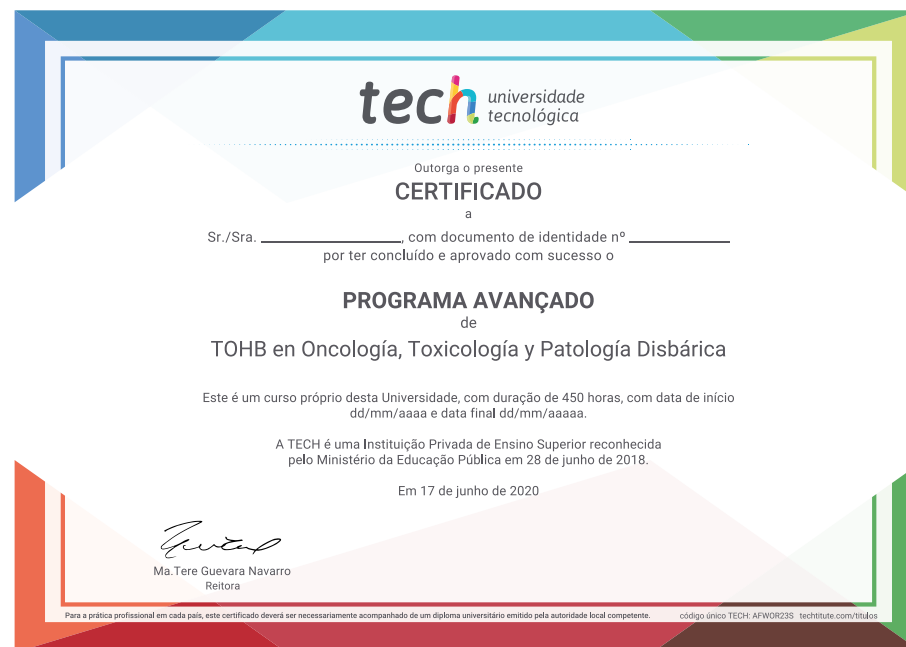 tech universidade
tecnológica
Outorga o presente
CERTIFICADO
a
Sr./Sra. ____________, com documento de identidade nº ____________
por ter concluído e aprovado com sucesso o
PROGRAMA AVANÇADO
de
TOHB en Oncología, Toxicología y Patología Disbárica
Este é um curso próprio desta Universidade, com duração de 450 horas, com data de início
dd/mm/aaaa e data final dd/mm/aaaaa.
A TECH é uma Instituição Privada de Ensino Superior reconhecida
pelo Ministério da Educação Pública em 28 de junho de 2018.
Em 17 de junho de 2020
Ma.Tere Guevara Navarro
Reitora
Para a prática profissional em cada país, este certificado deverá ser necessariamente acompanhado de um diploma universitário emitido pela autoridade local competente. código único TECH: AFWOR23S techtitute.com/titulos